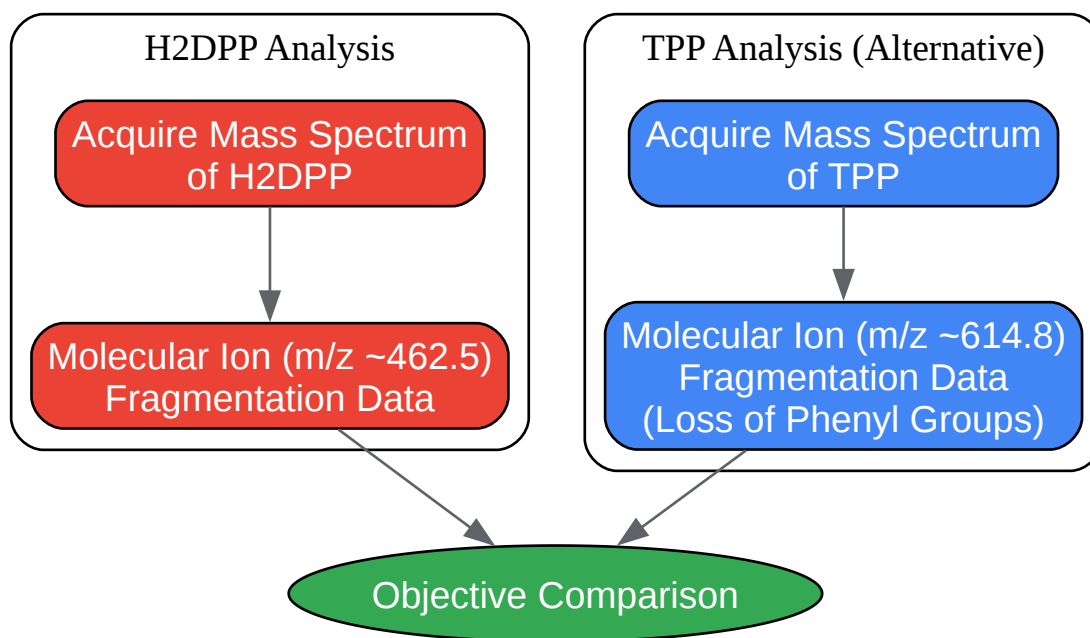 H2DPP Analysis
Acquire Mass Spectrum
of H2DPP
Molecular Ion (m/z ~462.5)
Fragmentation Data
TPP Analysis (Alternative)
Acquire Mass Spectrum
of TPP
Molecular Ion (m/z ~614.8)
Fragmentation Data
(Loss of Phenyl Groups)
Objective Comparison